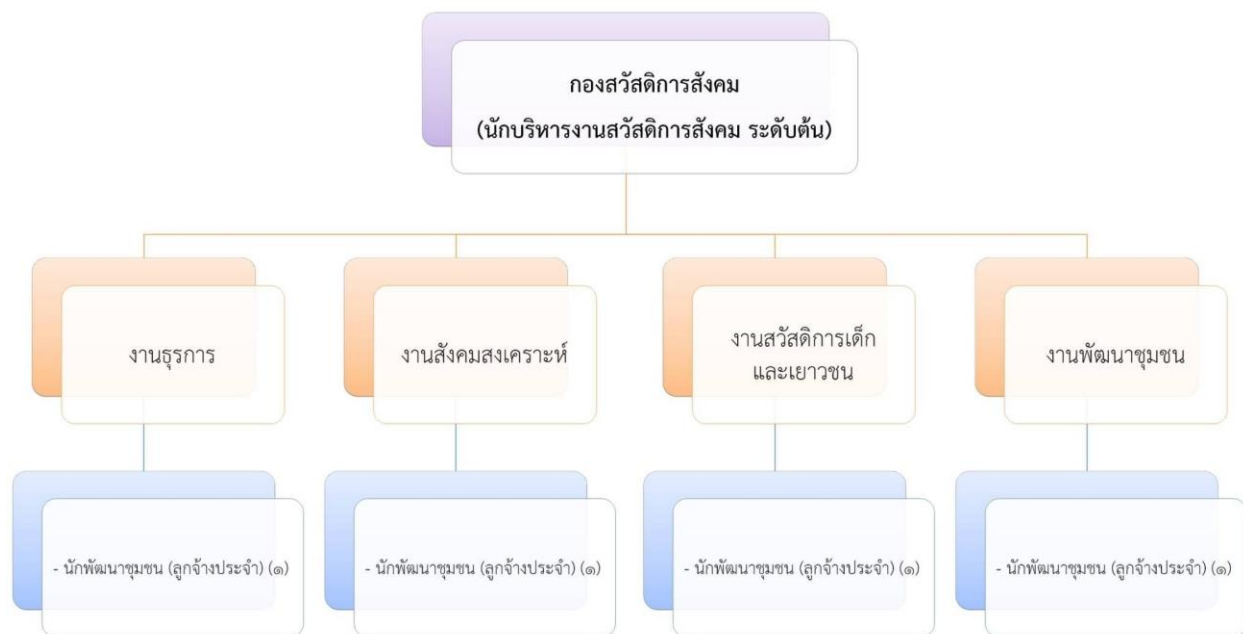 กองสวัสดิการสังคม
(นักบริหารงานสวัสดิการสังคม ระดับต้น)
งานธุรการ
งานสังคมสงเคราะห์
งานสวัสดิการเด็ก
และเยาวชน
งานพัฒนาชุมชน
- นักพัฒนาชุมชน (ลูกจ้างประจำ) (๑)
- นักพัฒนาชุมชน (ลูกจ้างประจำ) (๑)
- นักพัฒนาชุมชน (ลูกจ้างประจำ) (๑)
- นักพัฒนาชุมชน (ลูกจ้างประจำ) (๑)